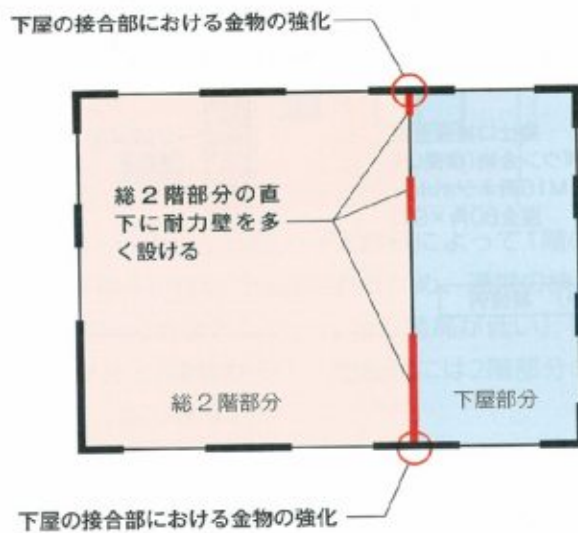 下屋の接合部における金物の強化
総2階部分の直
下に耐力壁を多
く設ける
総2階部分
下屋部分
下屋の接合部における金物の強化